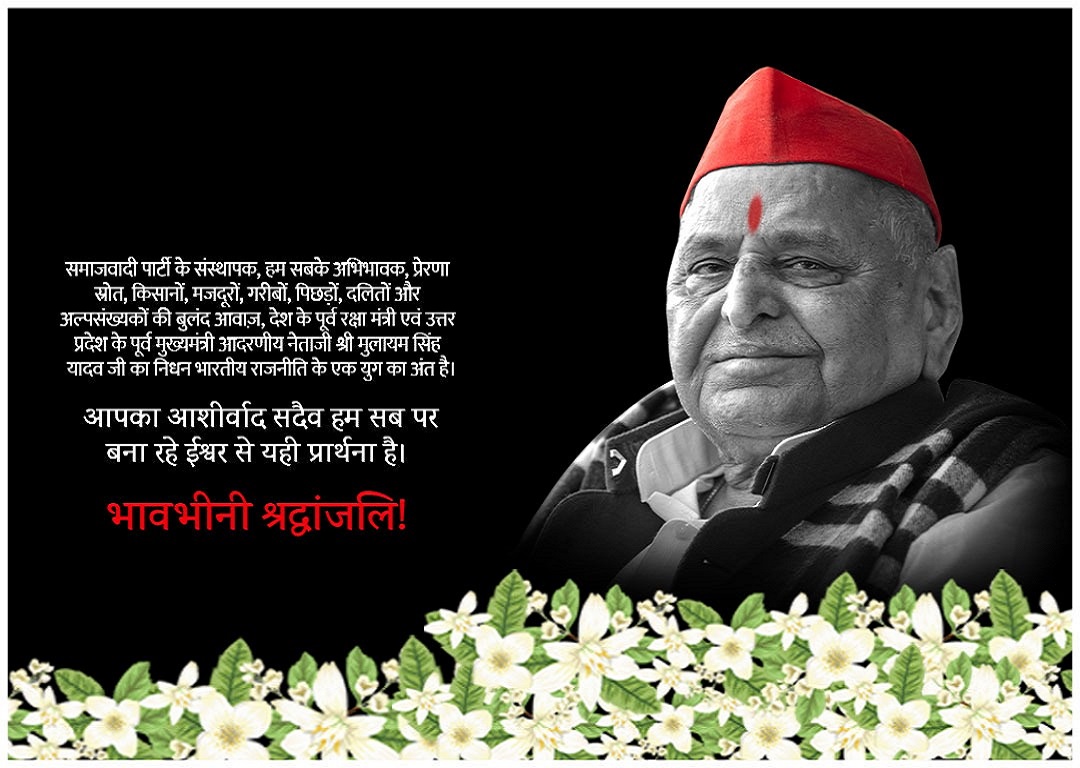 समाजवादी पार्टी के संस्थापक, हम सबके अभिभावक, प्रेरणा
स्रोत, किसानों, मजदूरों, गरीबों, पिछड़ों, दलितों और
अल्पसंख्यकों की बुलंद आवाज़, देश के पूर्व रक्षा मंत्री एवं उत्तर
प्रदेश के पूर्व मुख्यमंत्री आदरणीय नेताजी श्री मुलायम सिंह
यादव जी का निधन भारतीय राजनीति के एक युग का अंत है।
आपका आशीर्वाद सदैव हम सब पर
बना रहे ईश्वर से यही प्रार्थना है।
भावभीनी श्रद्धांजलि!